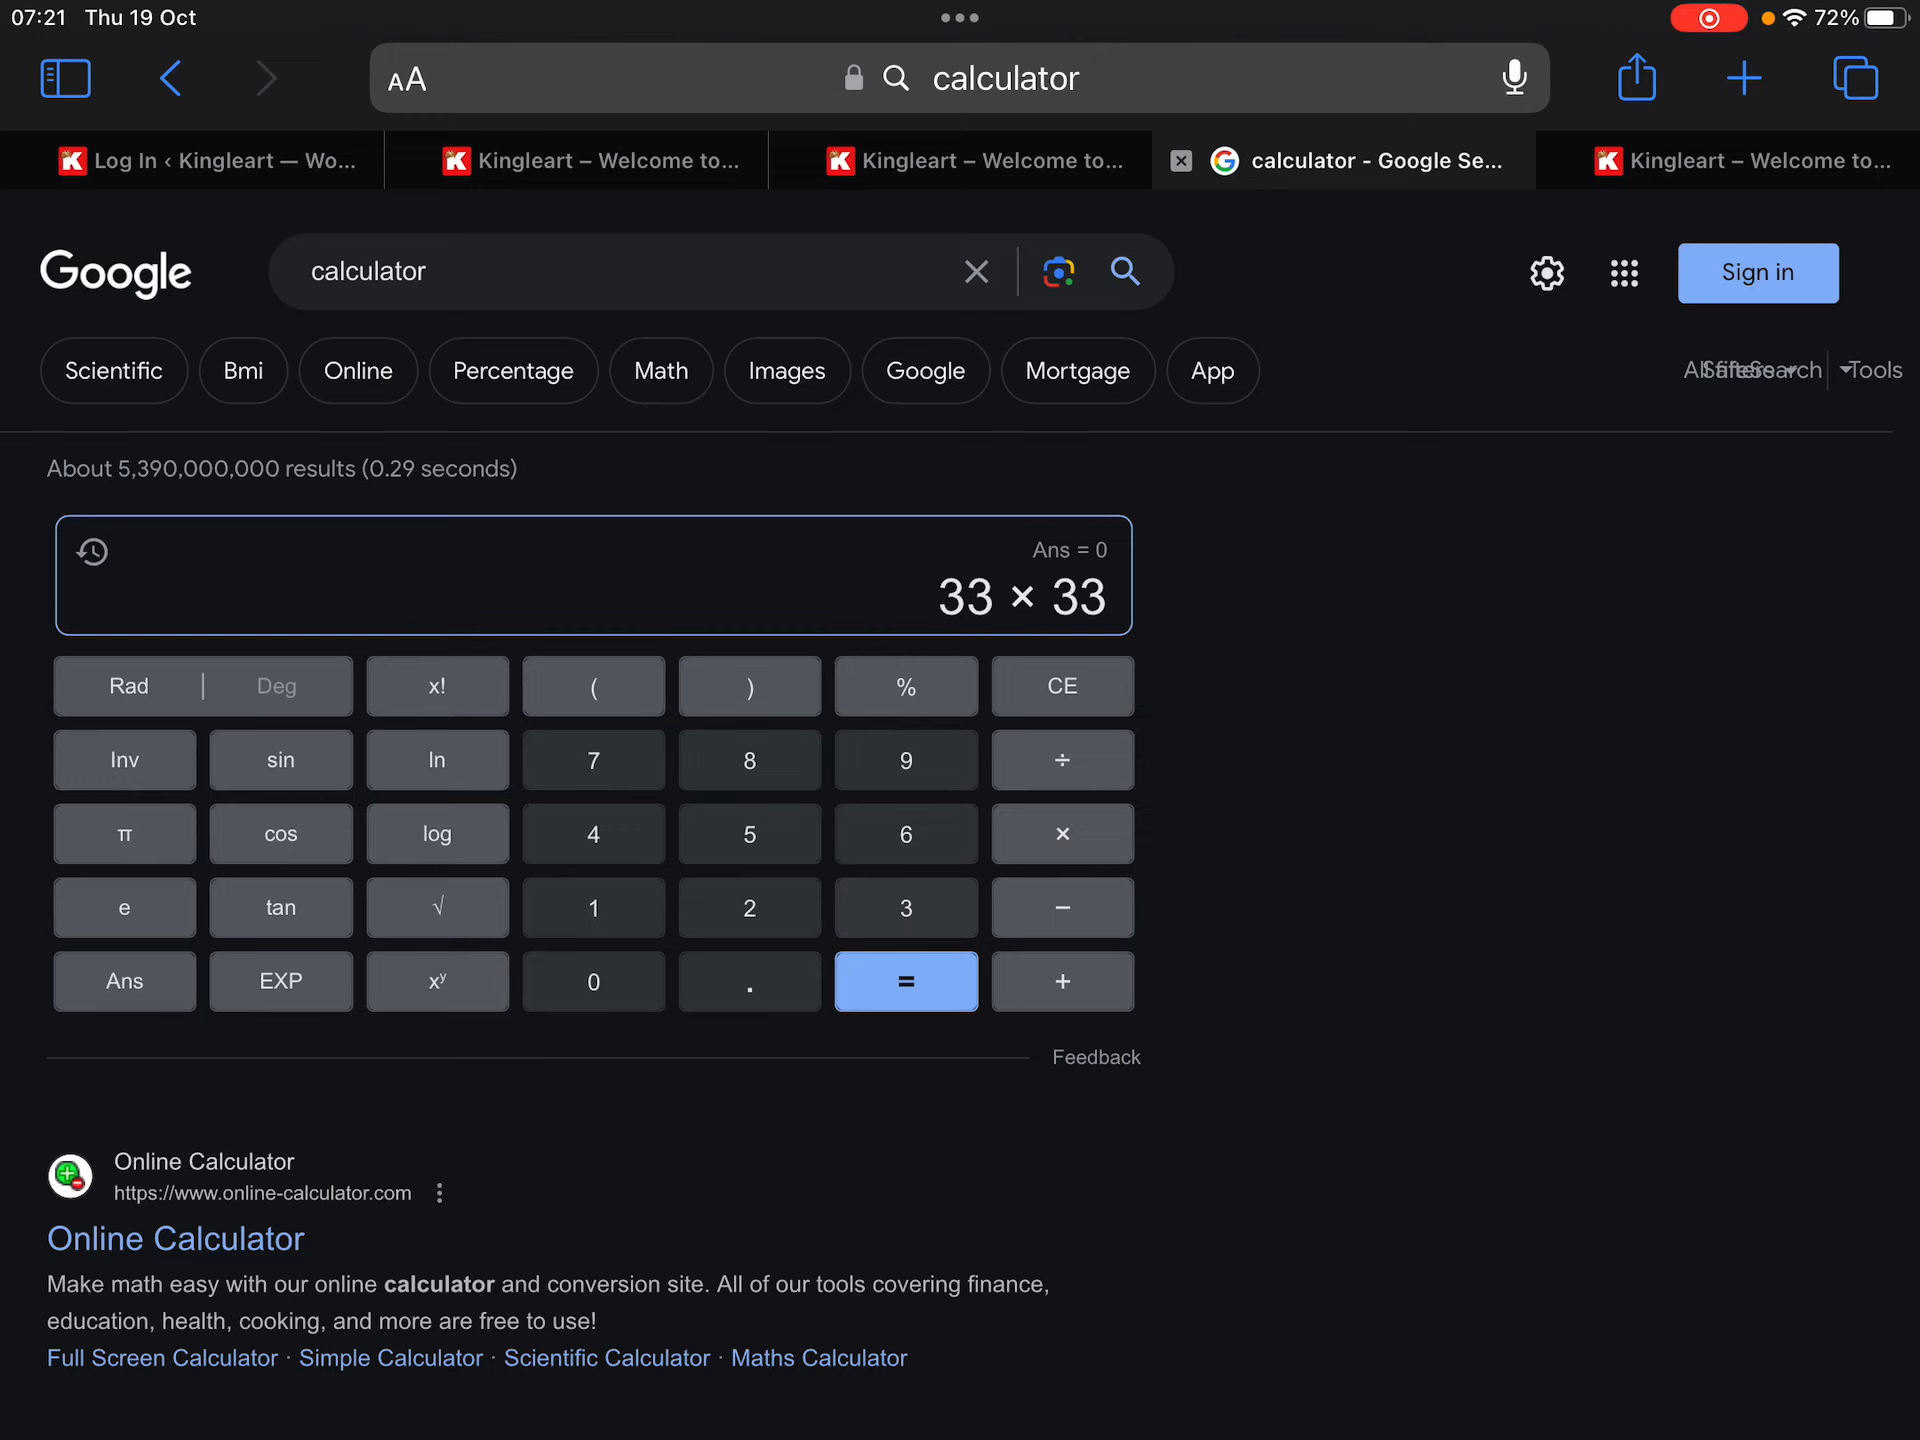 07:21 Thu 19 Oct
72%
AA
calculator
Log In ‹ Kingleart — Wo...
Kingleart – Welcome to...
Kingleart – Welcome to...
calculator - Google Se...
Kingleart – Welcome to...
Google
calculator
Sign in
Scientific
Bmi
Online
Percentage
Math
Images
Google
Mortgage
App
All filters
SafeSearch
Tools
About 5,390,000,000 results (0.29 seconds)
Ans = 0
33 × 33
Rad | Deg x! ( ) % CE
Inv sin ln 7 8 9 ÷
π cos log 4 5 6 ×
e tan √ 1 2 3 −
Ans EXP xʸ 0 . = +
Feedback
Online Calculator
https://www.online-calculator.com
Online Calculator
Make math easy with our online calculator and conversion site. All of our tools covering finance,
education, health, cooking, and more are free to use!
Full Screen Calculator · Simple Calculator · Scientific Calculator · Maths Calculator